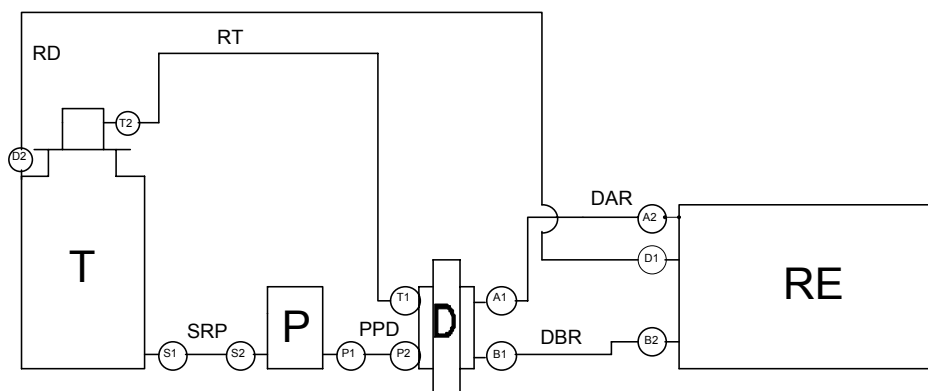 RD
RT
T2
D2
DAR
A2
T
D1
RE
T1
A1
D
SRP
P
PPD
DBR
B2
S1
S2
P1
P2
B1